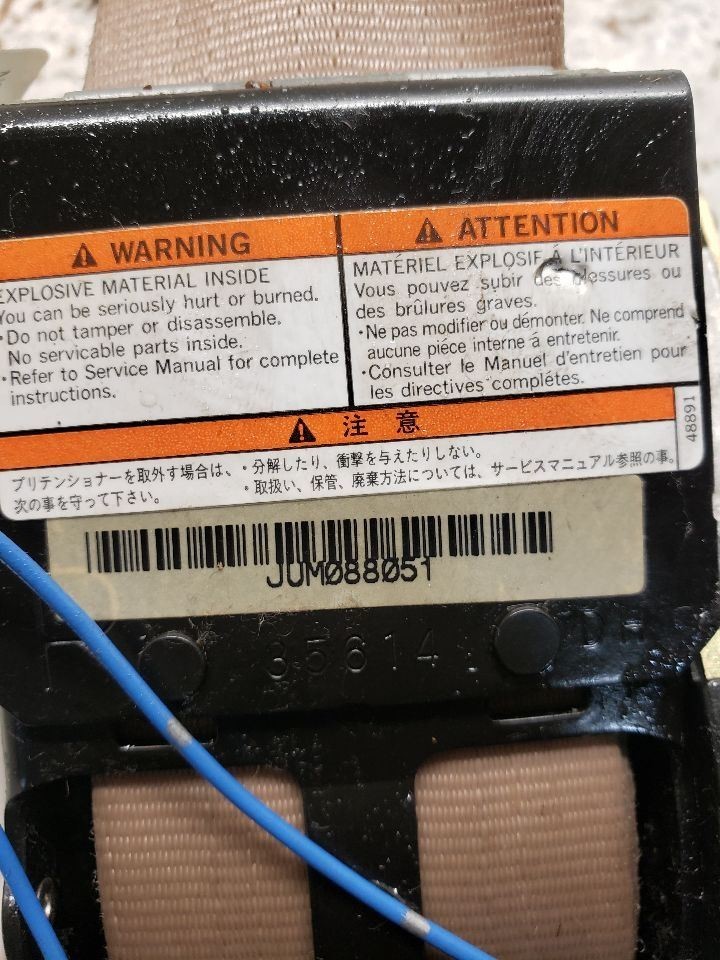 WARNING
EXPLOSIVE MATERIAL INSIDE
You can be seriously hurt or burned.
・Do not tamper or disassemble.
No servicable parts inside.
・Refer to Service Manual for complete
instructions.
ATTENTION
MATÉRIEL EXPLOSIF Á L'INTÉRIEUR
Vous pouvez subir des blessures ou
des brûlures graves.
・Ne pas modifier ou démonter. Ne comprend
aucune piéce interne á entretenir.
・Consulter le Manuel d'entretien pour
les directives complétes.
注意
プリテンショナーを取外す場合は、
次の事を守って下さい。
・分解したり、衝撃を与えたりしない。
・取扱い、保管、廃棄方法については、サービスマニュアル参照の事。
48891
JUM088051